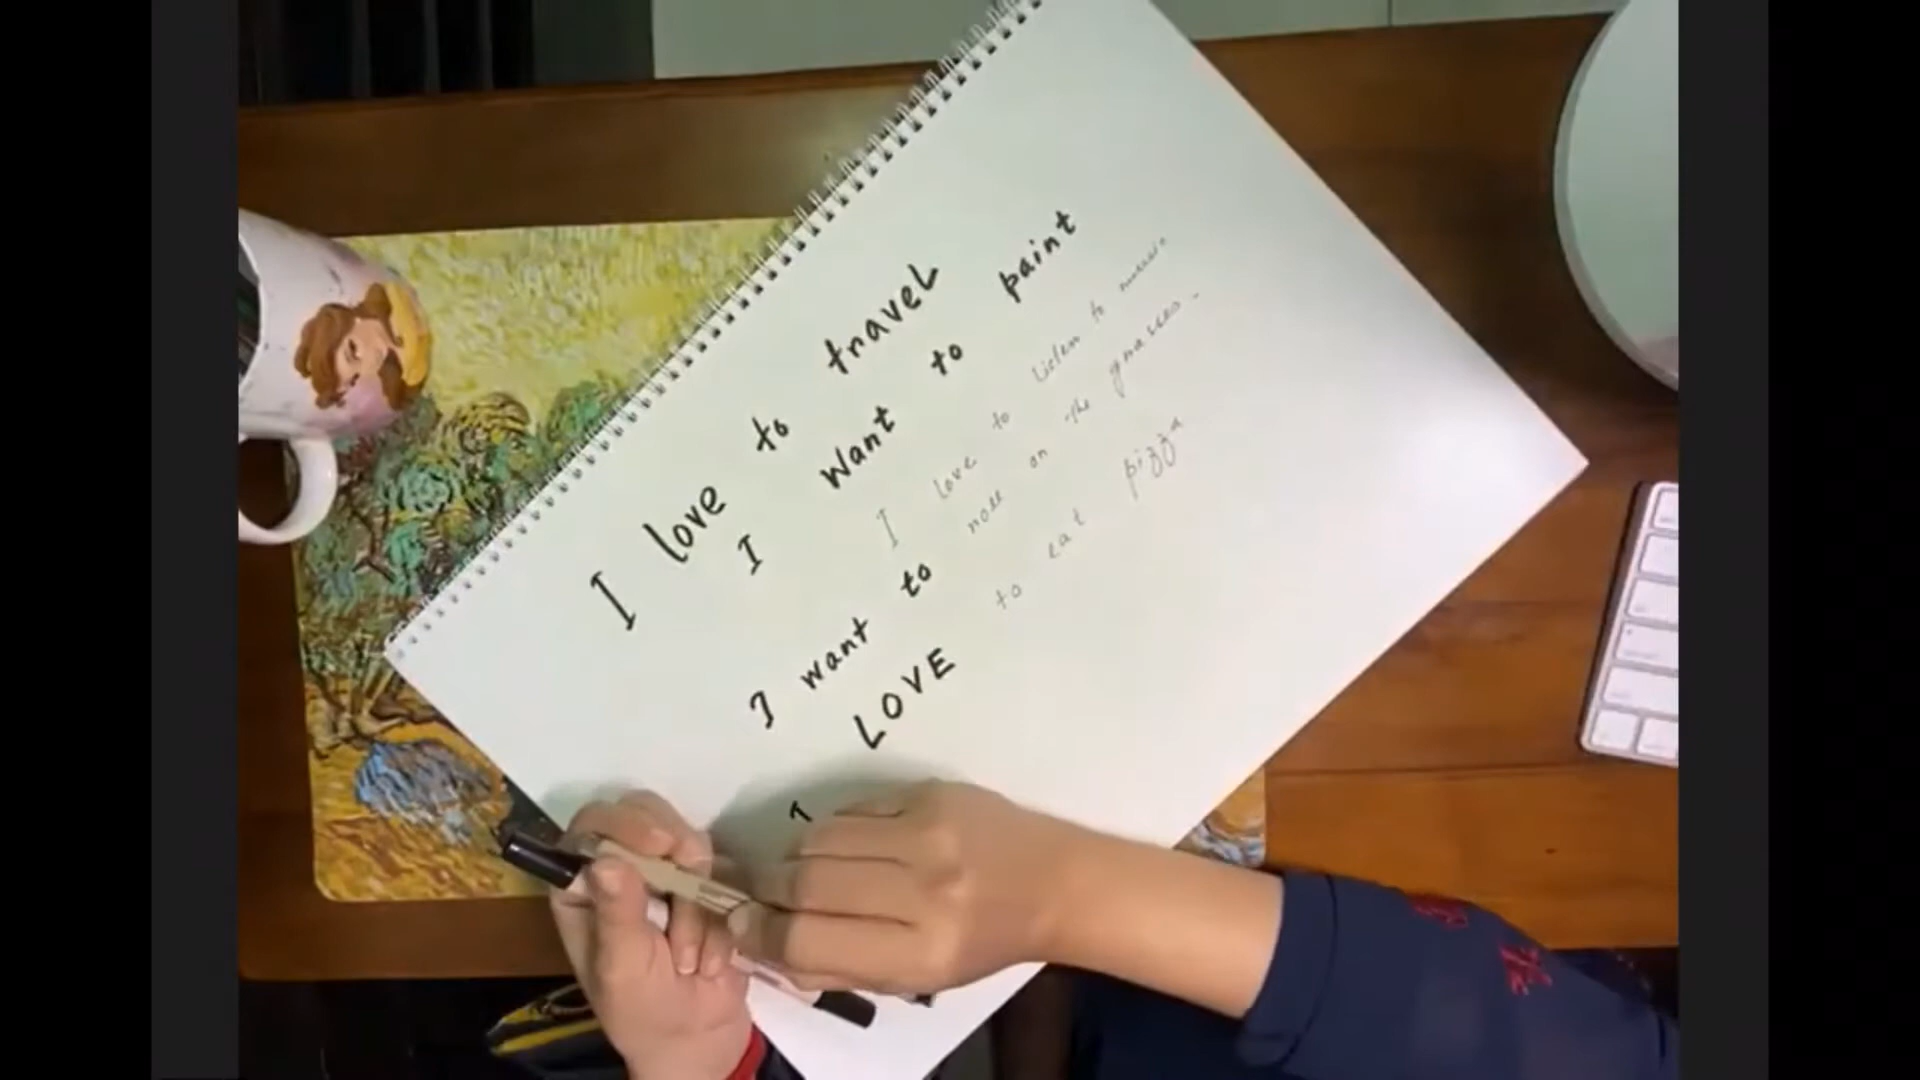 I love to travel
I want to paint
I love to listen to music
I want to roll on the grasses.
I LOVE to eat pizza